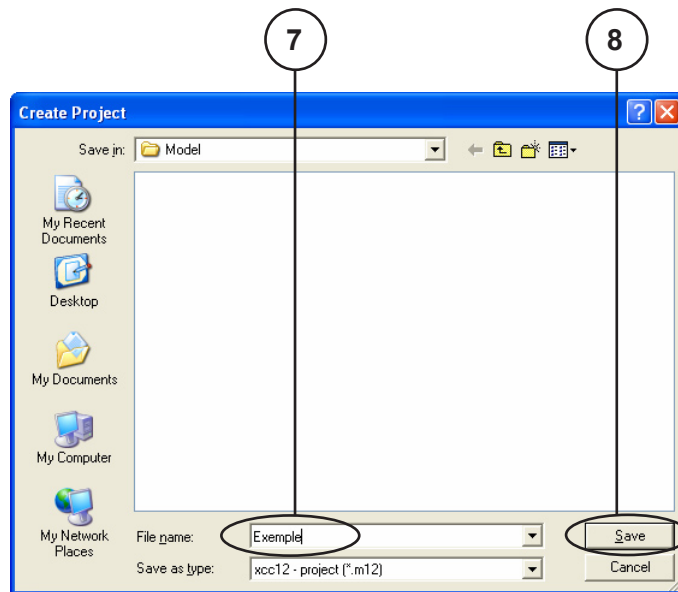 7
8
Create Project
Save in:
Model
My Recent
Documents
Desktop
My Documents
My Computer
My Network
Places
File name:
Exemple
Save
Save as type:
xcc12 - project (*.m12)
Cancel